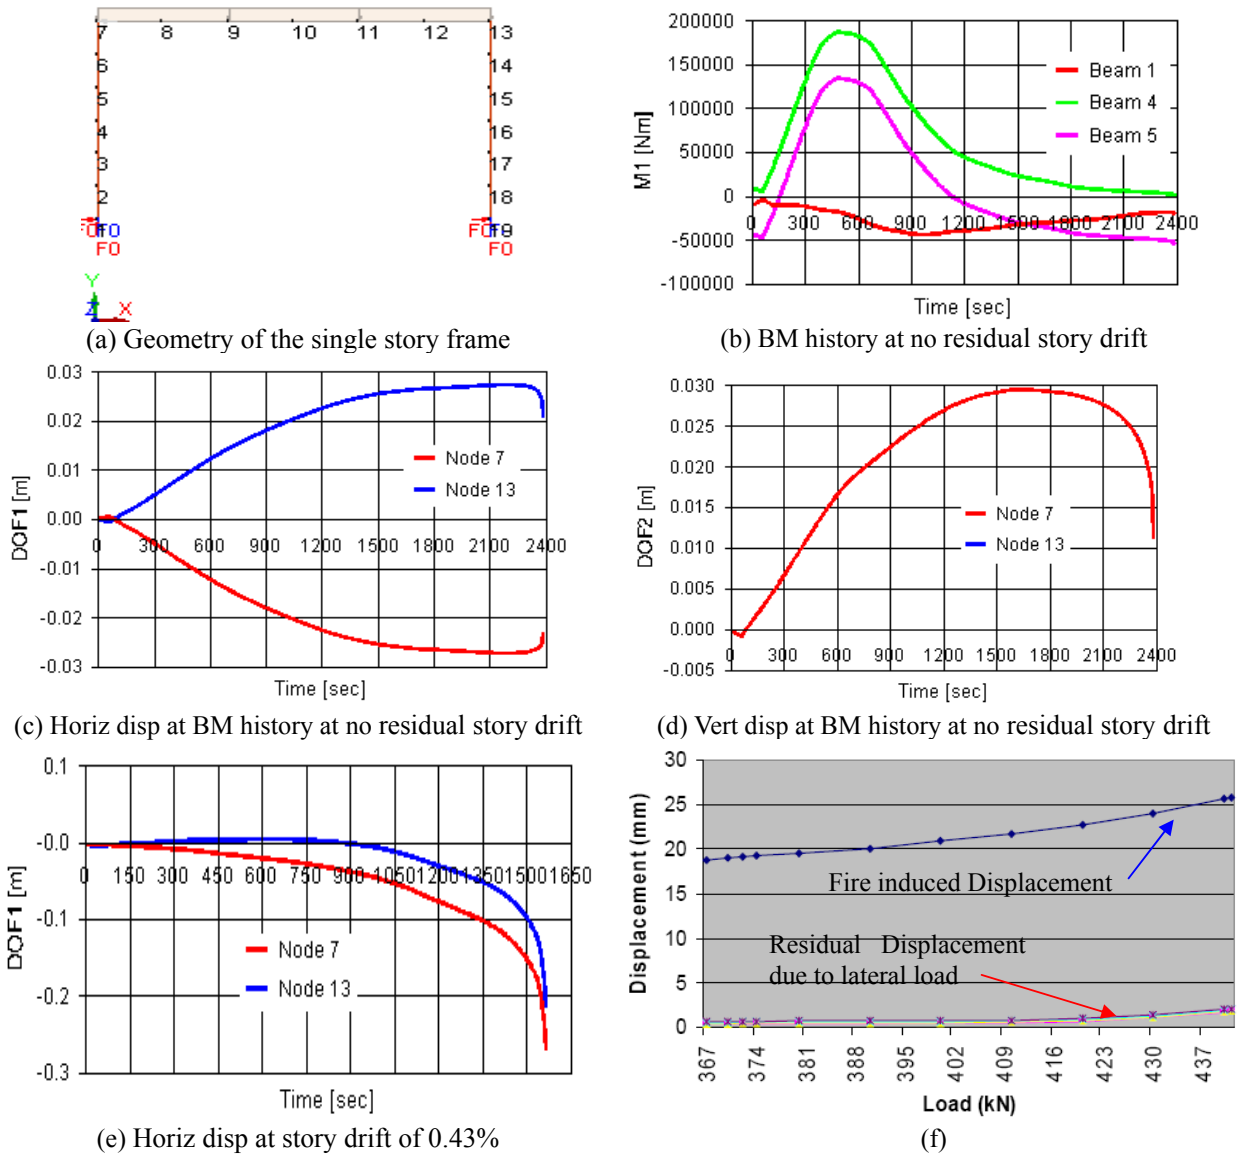 7 8 9 10 11 12 13
6 14
5 15
4 16
3 17
2 18
F0 F0 F0
F0 F0
Y
Z X
(a) Geometry of the single story frame
200000
150000
100000
50000
0
-50000
-100000
M1 [Nm]
Beam 1
Beam 4
Beam 5
0 300 600 900 1200 1500 1800 2100 2400
Time [sec]
(b) BM history at no residual story drift
0.03
0.02
0.01
0.00
-0.01
-0.02
-0.03
DOF1 [m]
Node 7
Node 13
0 300 600 900 1200 1500 1800 2100 2400
Time [sec]
(c) Horiz disp at BM history at no residual story drift
0.030
0.025
0.020
0.015
0.010
0.005
0.000
-0.005
DOF2 [m]
Node 7
Node 13
0 300 600 900 1200 1500 1800 2100 2400
Time [sec]
(d) Vert disp at BM history at no residual story drift
0.1
-0.0
-0.1
-0.2
-0.3
DOF1 [m]
0 150 300 450 600 750 900 1050 1200 1350 1500 1650
Node 7
Node 13
Time [sec]
(e) Horiz disp at story drift of 0.43%
30
25
20
15
10
5
0
Displacement (mm)
Fire induced Displacement
Residual Displacement
due to lateral load
367 374 381 388 395 402 409 416 423 430 437
Load (kN)
(f)